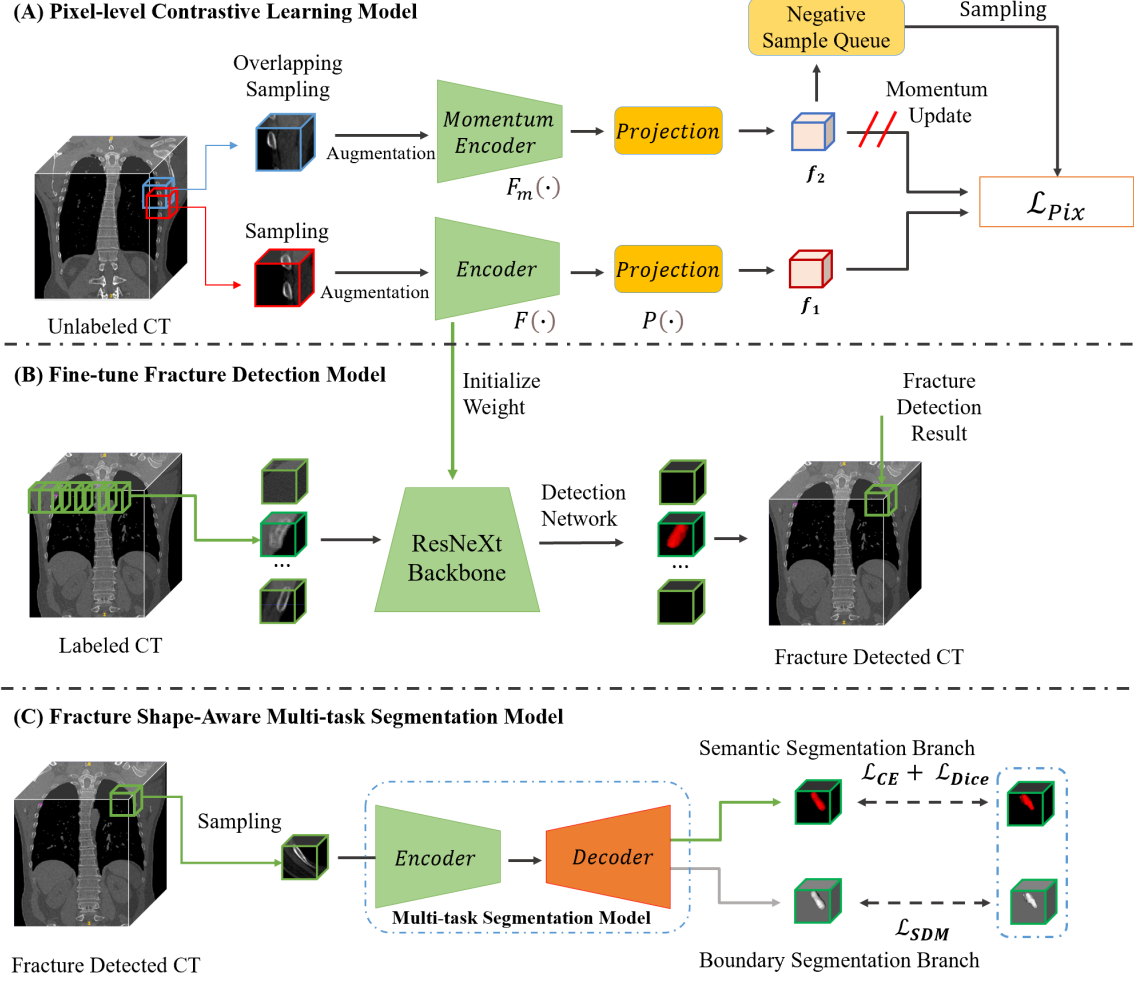 (A) Pixel-level Contrastive Learning Model
Negative
Sample Queue
Sampling
Overlapping
Sampling
Momentum
Update
Augmentation
Momentum
Encoder
Projection
f₂
F_m(·)
ℒ_Pix
Sampling
Augmentation
Encoder
Projection
f₁
F(·)
P(·)
Unlabeled CT
(B) Fine-tune Fracture Detection Model
Initialize
Weight
Fracture
Detection
Result
Detection
Network
ResNeXt
Backbone
...
...
Labeled CT
Fracture Detected CT
(C) Fracture Shape-Aware Multi-task Segmentation Model
Semantic Segmentation Branch
ℒ_CE + ℒ_Dice
Sampling
Encoder
Decoder
Multi-task Segmentation Model
ℒ_SDM
Boundary Segmentation Branch
Fracture Detected CT